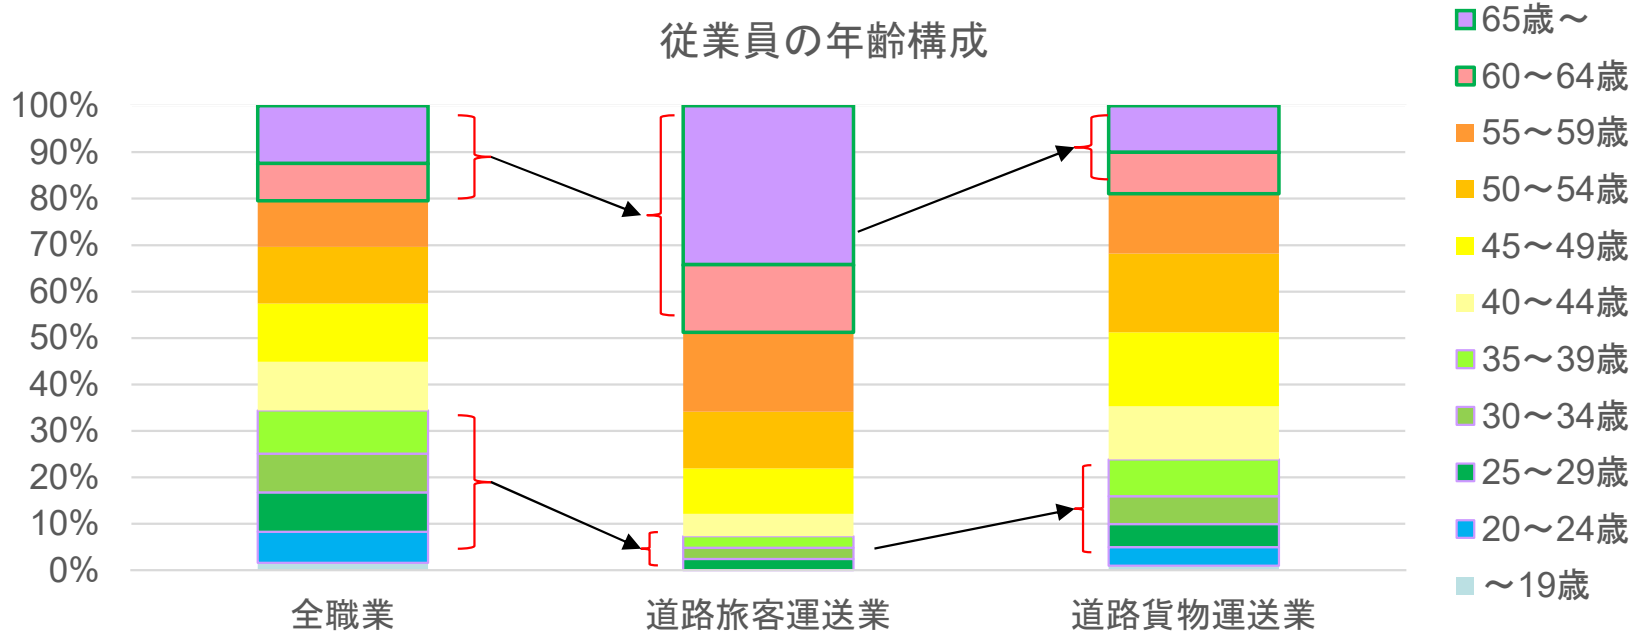 従業員の年齢構成
100%
90%
80%
70%
60%
50%
40%
30%
20%
10%
0%
全職業
道路旅客運送業
道路貨物運送業
65歳～
60～64歳
55～59歳
50～54歳
45～49歳
40～44歳
35～39歳
30～34歳
25～29歳
20～24歳
～19歳